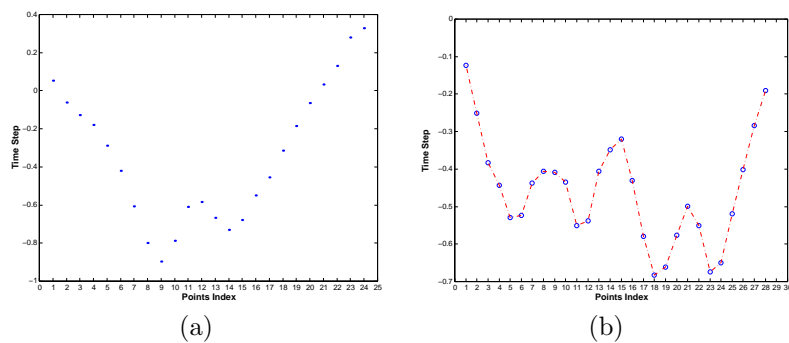 0.4
0.2
0
−0.2
−0.4
−0.6
−0.8
−1
Time Step
0 1 2 3 4 5 6 7 8 9 10 11 12 13 14 15 16 17 18 19 20 21 22 23 24 25
Points Index
(a)
0
−0.1
−0.2
−0.3
−0.4
−0.5
−0.6
−0.7
Time Step
0 1 2 3 4 5 6 7 8 9 10 11 12 13 14 15 16 17 18 19 20 21 22 23 24 25 26 27 28 29 30
Points Index
(b)